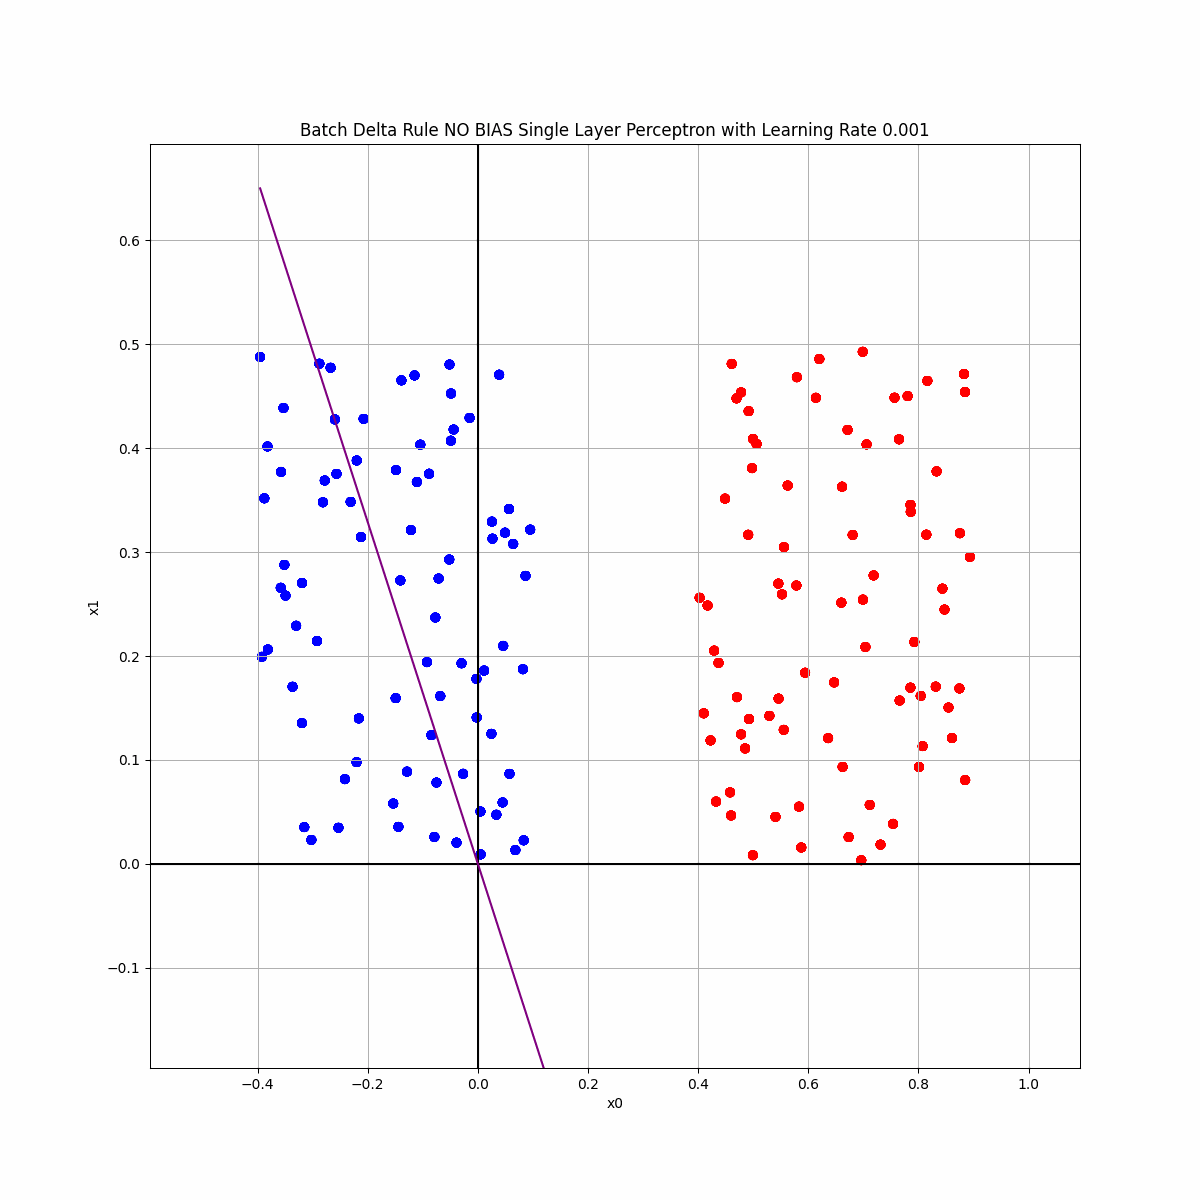 Batch Delta Rule NO BIAS Single Layer Perceptron with Learning Rate 0.001
0.6
0.5
0.4
0.3
0.2
0.1
0.0
−0.1
x1
−0.4 −0.2 0.0 0.2 0.4 0.6 0.8 1.0
x0